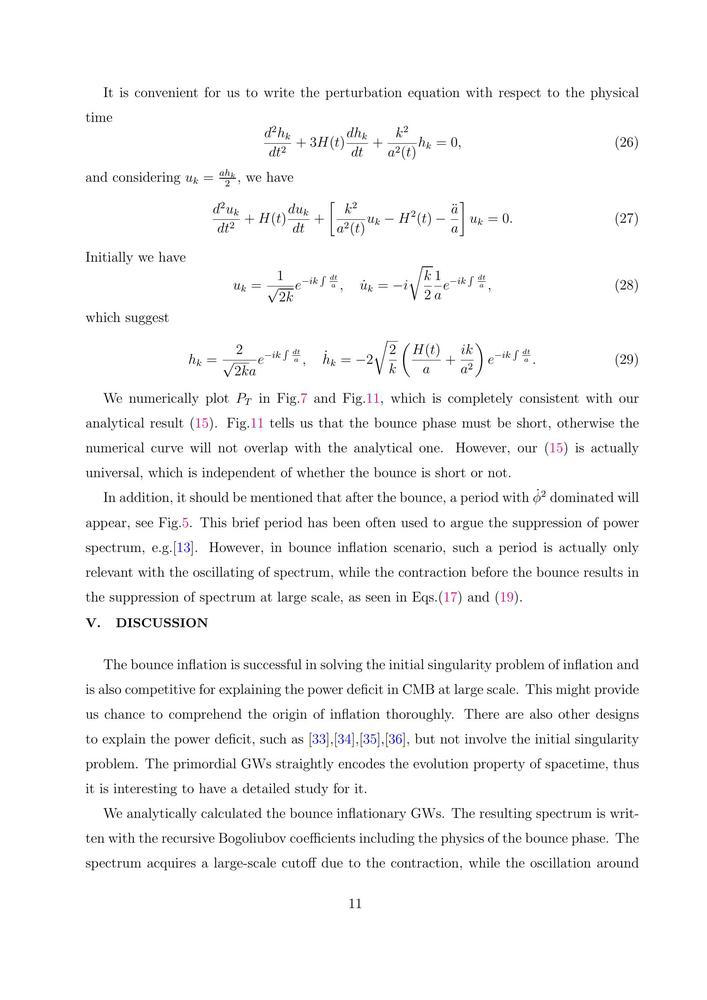 It is convenient for us to write the perturbation equation with respect to the physical
time
\frac{d^2h_k}{dt^2} + 3H(t)\frac{dh_k}{dt} + \frac{k^2}{a^2(t)}h_k = 0, (26)
and considering u_k = \frac{ah_k}{2}, we have
\frac{d^2u_k}{dt^2} + H(t)\frac{du_k}{dt} + \left[\frac{k^2}{a^2(t)}u_k - H^2(t) - \frac{\ddot{a}}{a}\right] u_k = 0. (27)
Initially we have
u_k = \frac{1}{\sqrt{2k}}e^{-ik\int\frac{dt}{a}}, \dot{u}_k = -i\sqrt{\frac{k}{2}}\frac{1}{a}e^{-ik\int\frac{dt}{a}}, (28)
which suggest
h_k = \frac{2}{\sqrt{2k}a}e^{-ik\int\frac{dt}{a}}, \dot{h}_k = -2\sqrt{\frac{2}{k}}\left(\frac{H(t)}{a} + \frac{ik}{a^2}\right)e^{-ik\int\frac{dt}{a}}. (29)
We numerically plot P_T in Fig.7 and Fig.11, which is completely consistent with our
analytical result (15). Fig.11 tells us that the bounce phase must be short, otherwise the
numerical curve will not overlap with the analytical one. However, our (15) is actually
universal, which is independent of whether the bounce is short or not.
In addition, it should be mentioned that after the bounce, a period with \dot{\phi}^2 dominated will
appear, see Fig.5. This brief period has been often used to argue the suppression of power
spectrum, e.g.[13]. However, in bounce inflation scenario, such a period is actually only
relevant with the oscillating of spectrum, while the contraction before the bounce results in
the suppression of spectrum at large scale, as seen in Eqs.(17) and (19).
V. DISCUSSION
The bounce inflation is successful in solving the initial singularity problem of inflation and
is also competitive for explaining the power deficit in CMB at large scale. This might provide
us chance to comprehend the origin of inflation thoroughly. There are also other designs
to explain the power deficit, such as [33],[34],[35],[36], but not involve the initial singularity
problem. The primordial GWs straightly encodes the evolution property of spacetime, thus
it is interesting to have a detailed study for it.
We analytically calculated the bounce inflationary GWs. The resulting spectrum is writ-
ten with the recursive Bogoliubov coefficients including the physics of the bounce phase. The
spectrum acquires a large-scale cutoff due to the contraction, while the oscillation around
11